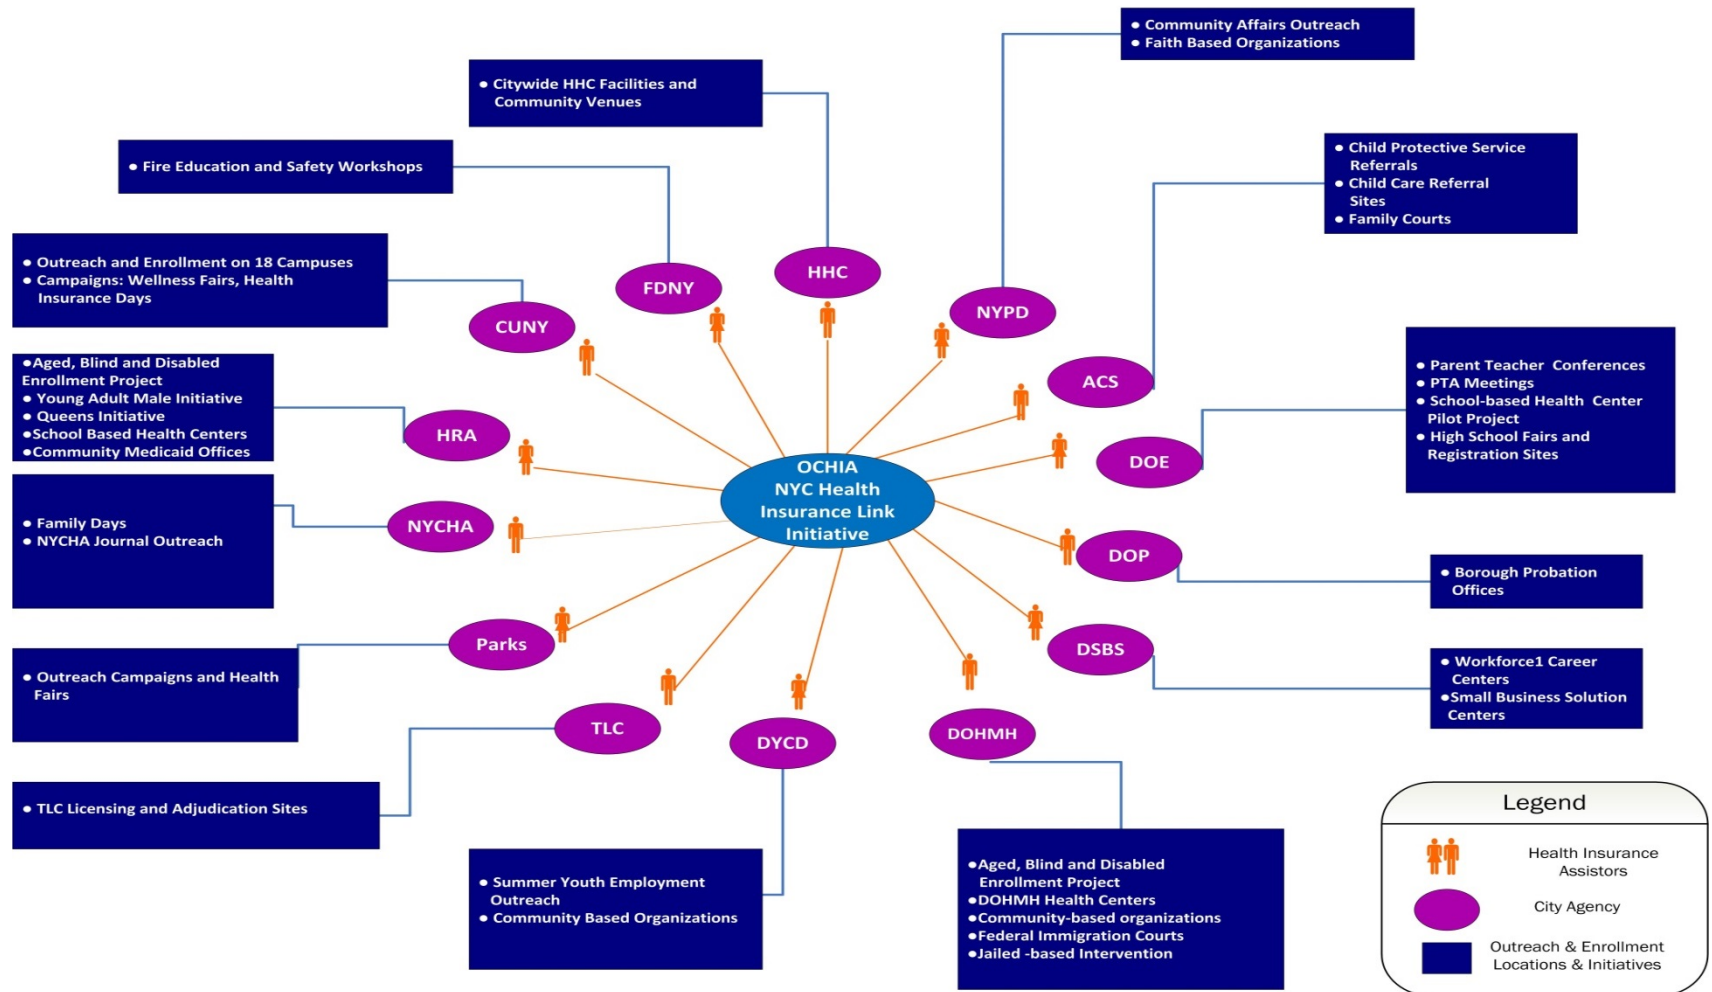 ● Community Affairs Outreach
● Faith Based Organizations
● Citywide HHC Facilities and
Community Venues
● Fire Education and Safety Workshops
● Child Protective Service
Referrals
● Child Care Referral
Sites
● Family Courts
● Outreach and Enrollment on 18 Campuses
● Campaigns: Wellness Fairs, Health
Insurance Days
HHC
FDNY
NYPD
CUNY
●Aged, Blind and Disabled
Enrollment Project
● Young Adult Male Initiative
● Queens Initiative
●School Based Health Centers
●Community Medicaid Offices
ACS
● Parent Teacher Conferences
● PTA Meetings
● School-based Health Center
Pilot Project
● High School Fairs and
Registration Sites
HRA
DOE
OCHIA
NYC Health
Insurance Link
Initiative
● Family Days
● NYCHA Journal Outreach
NYCHA
DOP
● Borough Probation
Offices
Parks
DSBS
● Outreach Campaigns and Health
Fairs
● Workforce1 Career
Centers
●Small Business Solution
Centers
TLC
DYCD
DOHMH
● TLC Licensing and Adjudication Sites
● Summer Youth Employment
Outreach
● Community Based Organizations
●Aged, Blind and Disabled
Enrollment Project
●DOHMH Health Centers
●Community-based organizations
●Federal Immigration Courts
●Jailed -based Intervention
Legend
Health Insurance
Assistors
City Agency
Outreach & Enrollment
Locations & Initiatives